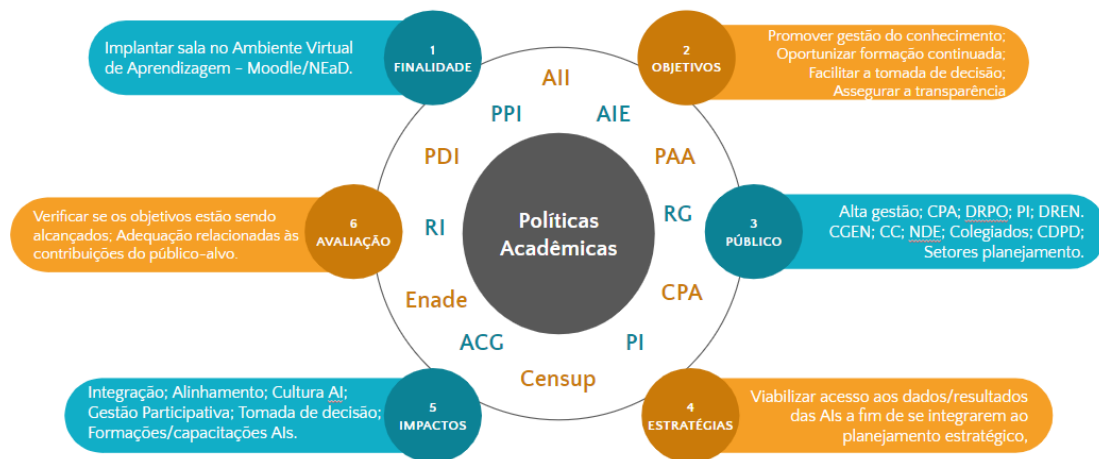 Implantar sala no Ambiente Virtual
de Aprendizagem – Moodle/NEaD.
1
FINALIDADE
2
OBJETIVOS
Promover gestão do conhecimento;
Oportunizar formação continuada;
Facilitar a tomada de decisão;
Assegurar a transparência
AII
PPI
AIE
PDI
PAA
RI
Políticas
Acadêmicas
RG
Enade
CPA
ACG
PI
Censup
Verificar se os objetivos estão sendo
alcançados; Adequação relacionadas às
contribuições do público-alvo.
6
AVALIAÇÃO
3
PÚBLICO
Alta gestão; CPA; DRPO; PI; DREN.
CGEN; CC; NDE; Colegiados; CDPD;
Setores planejamento.
Integração; Alinhamento; Cultura AI;
Gestão Participativa; Tomada de decisão;
Formações/capacitações AIs.
5
IMPACTOS
4
ESTRATÉGIAS
Viabilizar acesso aos dados/resultados
das AIs a fim de se integrarem ao
planejamento estratégico,